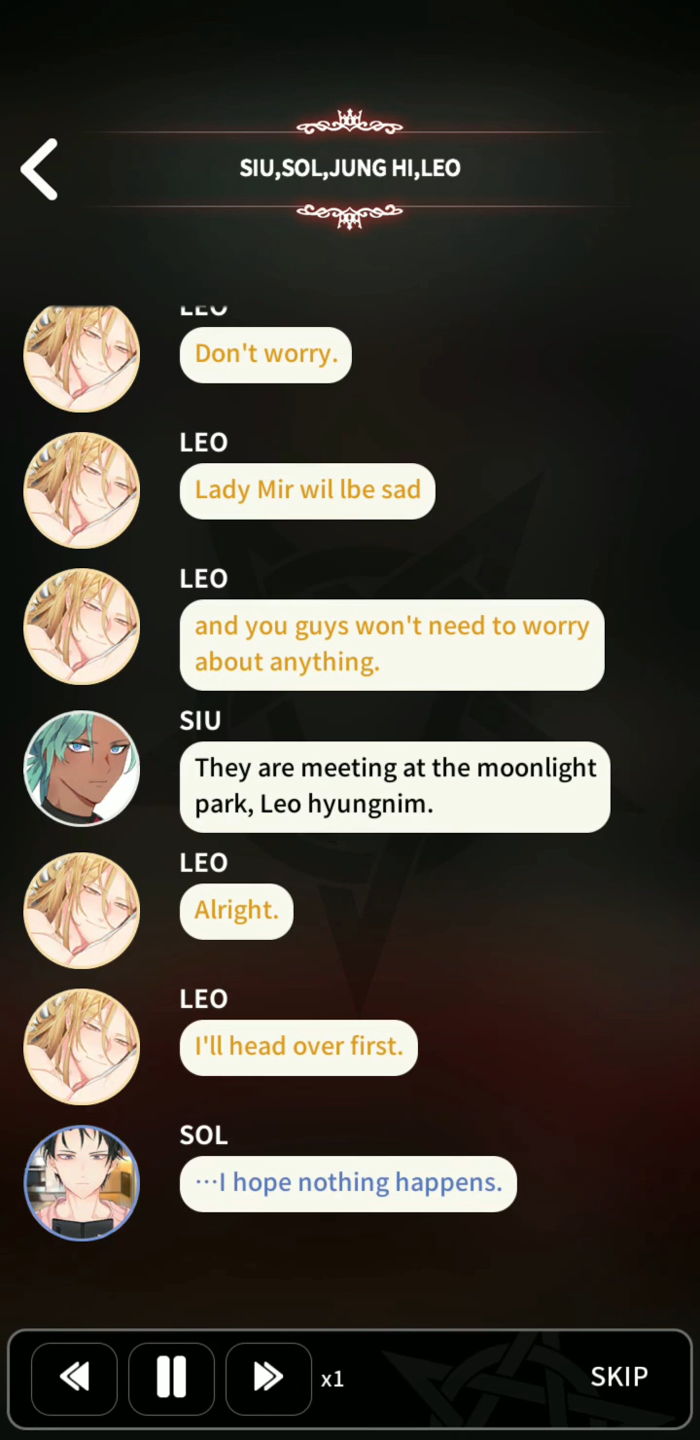 SIU,SOL,JUNG HI,LEO
LEO
Don't worry.
LEO
Lady Mir wil lbe sad
LEO
and you guys won't need to worry
about anything.
SIU
They are meeting at the moonlight
park, Leo hyungnim.
LEO
Alright.
LEO
I'll head over first.
SOL
···I hope nothing happens.
x1
SKIP